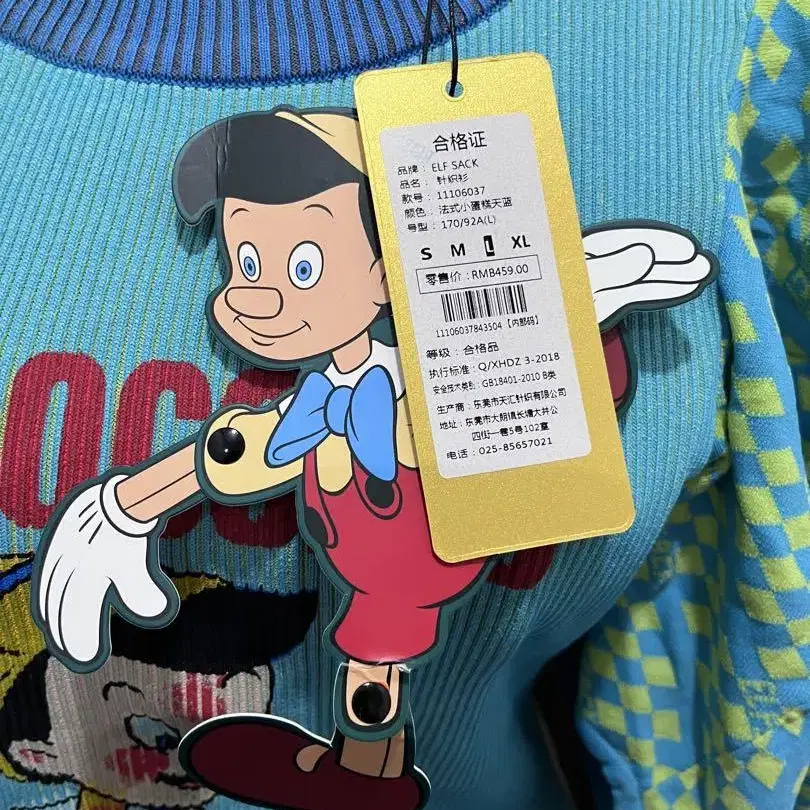 合格证
品牌：ELF SACK
品名：针织衫
款号：11106037
颜色：法式小蛋糕天蓝
号型：170/92A(L)
S M L XL
零售价：RMB459.00
11106037843504【内部码】
等级：合格品
执行标准：Q/XHDZ 3-2018
安全技术类别：GB18401-2010 B类
生产商：东莞市天汇针织有限公司
地址：东莞市大朗镇长塘大井公
四街一巷5号102室
电话：025-85657021
OCC